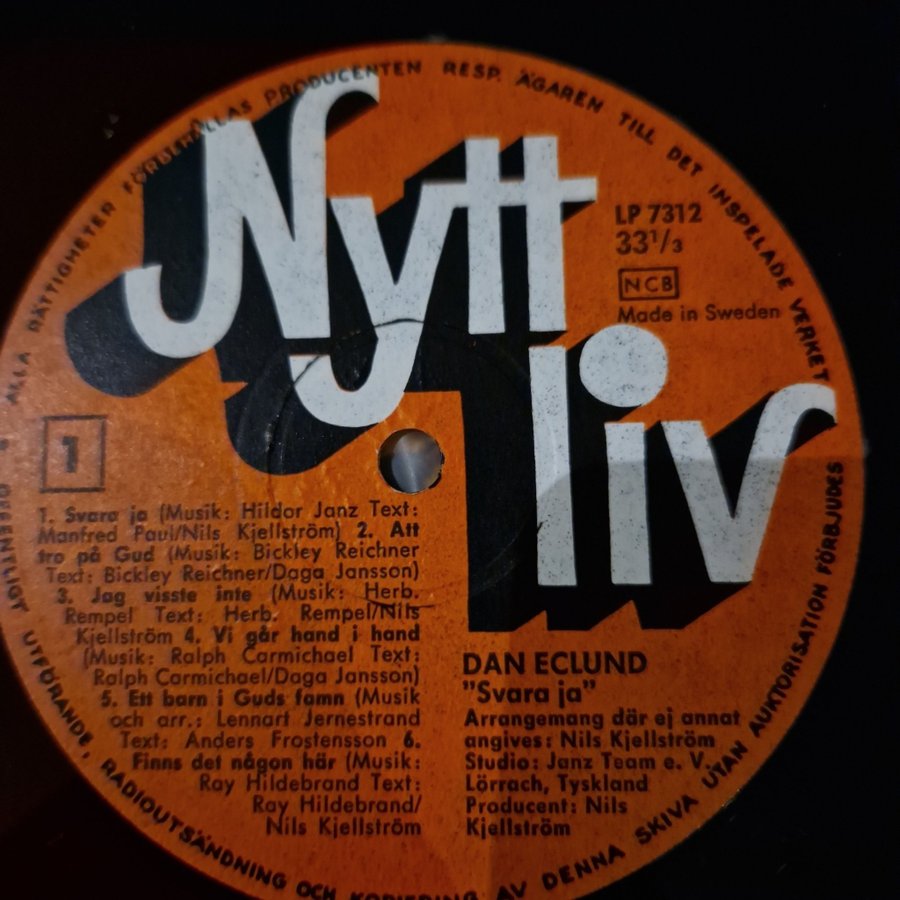 ALLA RÄTTIGHETER FÖRBEHÅLLAS PRODUCENTEN RESP. ÄGAREN TILL DET INSPELADE VERKET
Nytt
liv
LP 7312
33¹/₃
NCB
Made in Sweden
1
1. Svara ja (Musik: Hildor Janz Text:
Manfred Paul/Nils Kjellström) 2. Att
tro på Gud (Musik: Bickley Reichner
Text: Bickley Reichner/Daga Jansson)
3. Jag visste inte (Musik: Herb.
Rempel Text: Herb. Rempel/Nils
Kjellström 4. Vi går hand i hand
(Musik: Ralph Carmichael Text:
Ralph Carmichael/Daga Jansson)
5. Ett barn i Guds famn (Musik
och arr.: Lennart Jernestrand
Text: Anders Frostensson 6.
Finns det någon här (Musik:
Ray Hildebrand Text:
Ray Hildebrand/
Nils Kjellström
DAN ECLUND
"Svara ja"
Arrangemang där ej annat
angives: Nils Kjellström
Studio: Janz Team e. V.
Lörrach, Tyskland
Producent: Nils
Kjellström
OFFENTLIGT UTFÖRANDE, RADIOUTSÄNDNING OCH KOPIERING AV DENNA SKIVA UTAN AUKTORISATION FÖRBJUDES